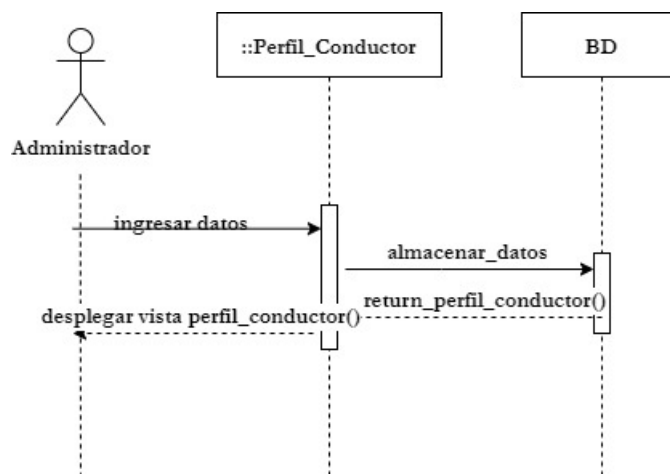 ::Perfil_Conductor
BD
Administrador
ingresar datos
almacenar_datos
return_perfil_conductor()
desplegar vista perfil_conductor()